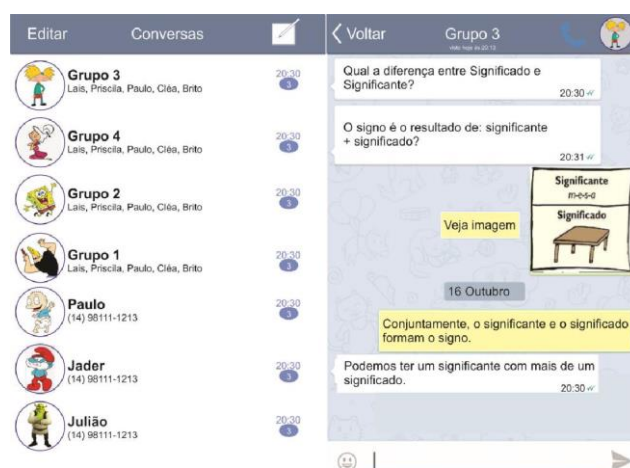 Editar
Conversas
Grupo 3
Lais, Priscila, Paulo, Cléa, Brito
20:30
3
Grupo 4
Lais, Priscila, Paulo, Cléa, Brito
20:30
3
Grupo 2
Lais, Priscila, Paulo, Cléa, Brito
20:30
3
Grupo 1
Lais, Priscila, Paulo, Cléa, Brito
20:30
3
Paulo
(14) 98111-1213
20:30
3
Jader
(14) 98111-1213
20:30
3
Julião
(14) 98111-1213
20:30
3
Voltar
Grupo 3
visto hoje às 20:13
Qual a diferença entre Significado e
Significante?
20:30
O signo é o resultado de: significante
+ significado?
20:31
Significante
m-e-s-a
Significado
Veja imagem
16 Outubro
Conjuntamente, o significante e o significado
formam o signo.
Podemos ter um significante com mais de um
significado.
20:30